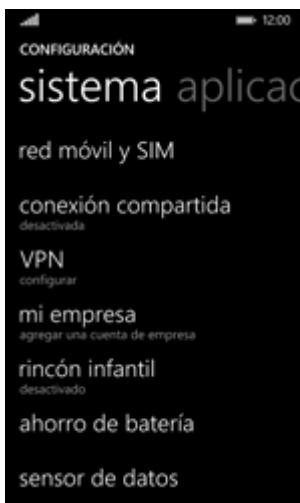 12:00
CONFIGURACIÓN
sistema aplicac
red móvil y SIM
conexión compartida
desactivada
VPN
configurar
mi empresa
agregar una cuenta de empresa
rincón infantil
desactivado
ahorro de batería
sensor de datos